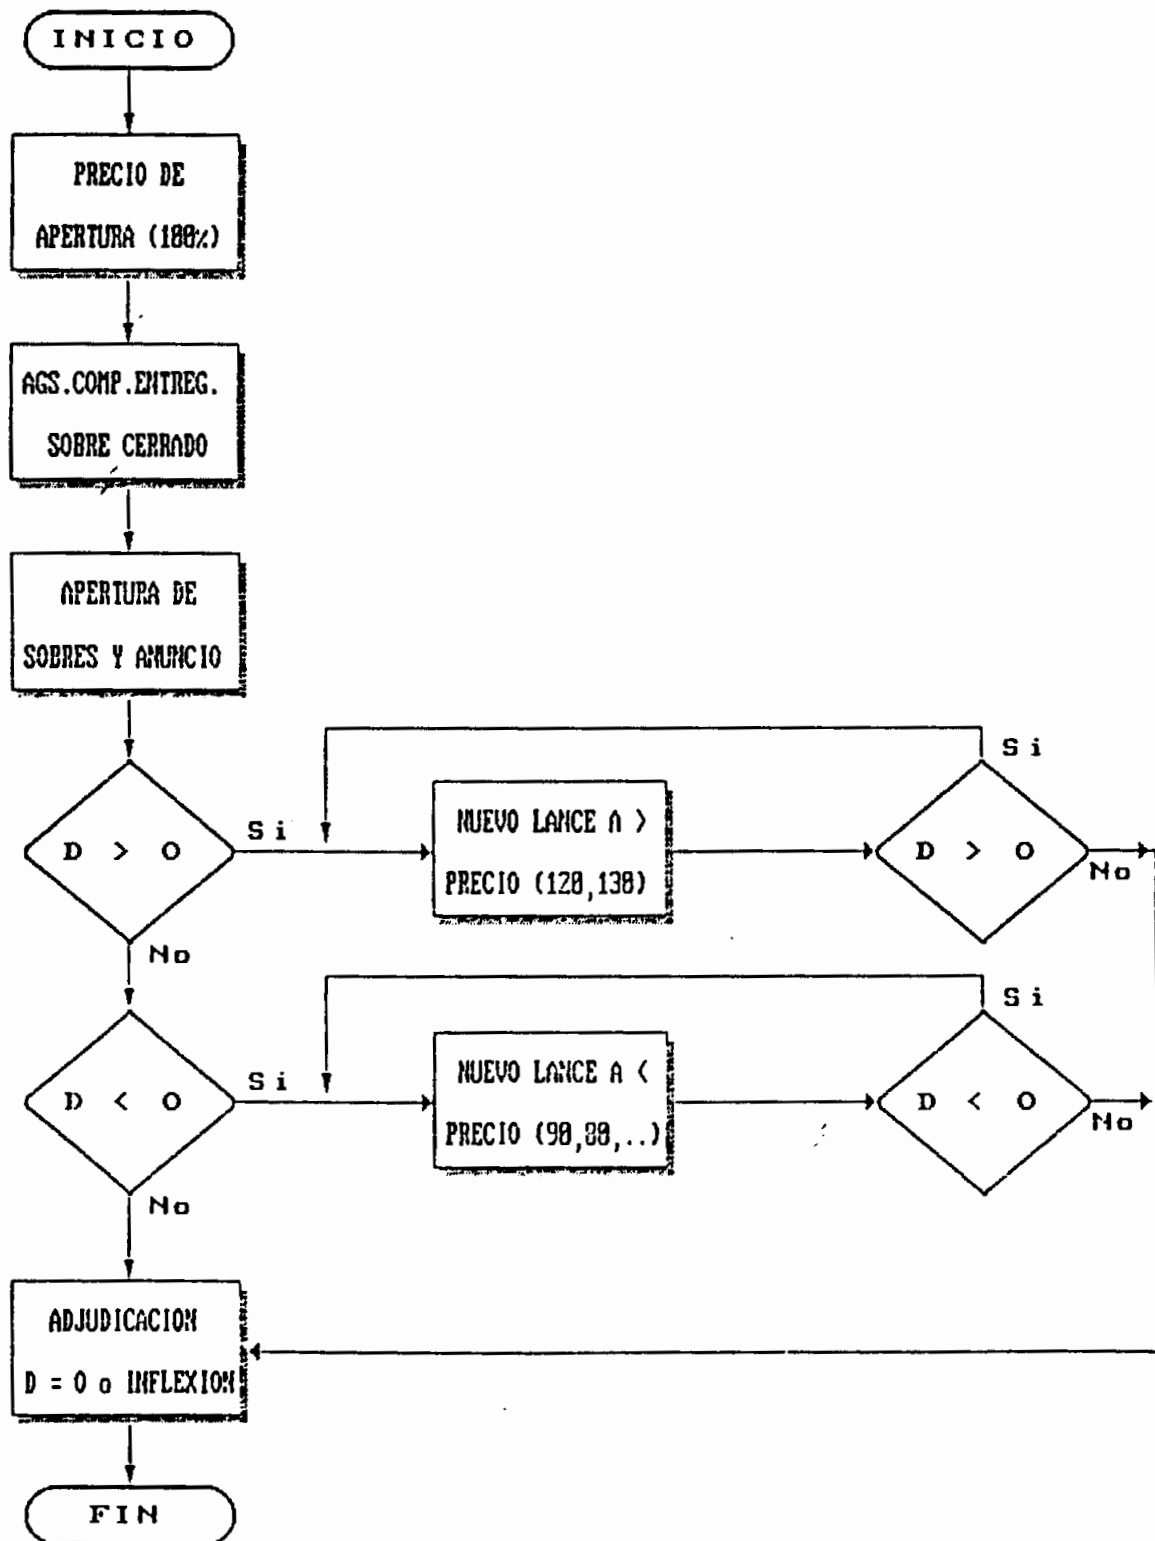 INICIO
PRECIO DE
APERTURA (100%)
AGS.COMP.ENTREG.
SOBRE CERRADO
APERTURA DE
SOBRES Y ANUNCIO
D > O
Si
NUEVO LANCE A >
PRECIO (120,130)
D > O
Si
No
No
D < O
Si
NUEVO LANCE A <
PRECIO (90,80,..)
D < O
Si
No
No
ADJUDICACION
D = 0 o INFLEXION
FIN